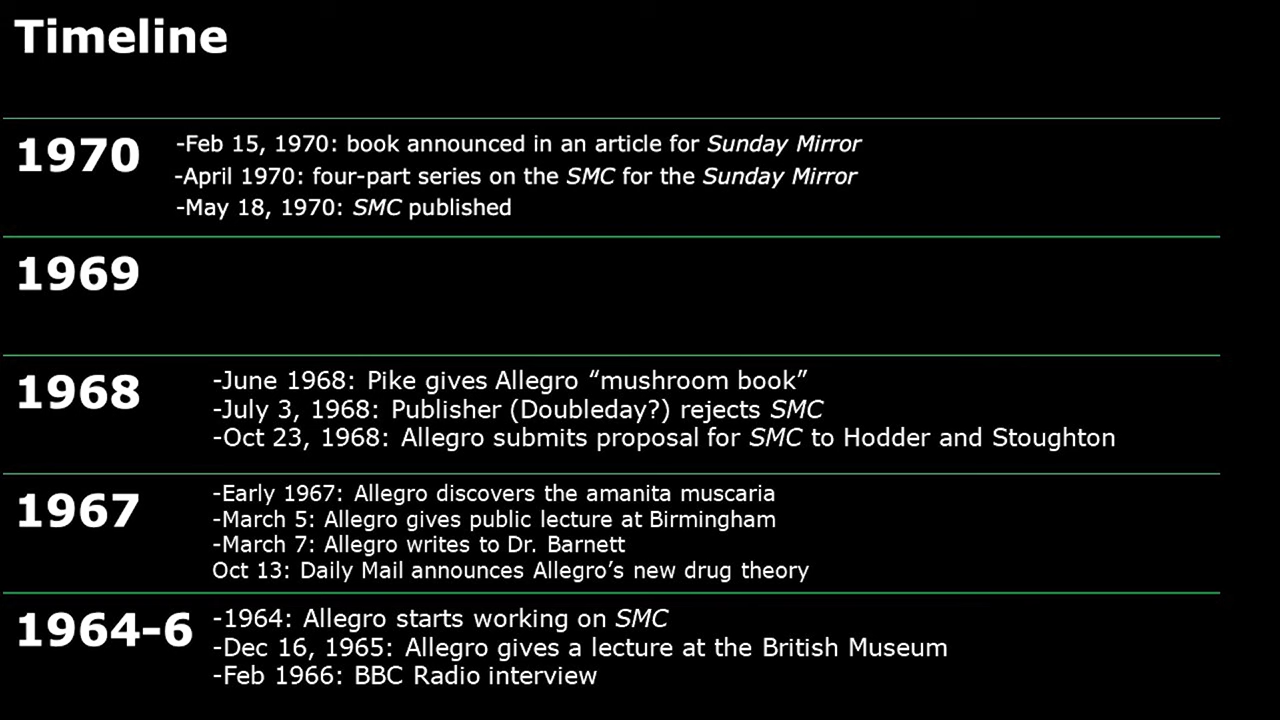 Timeline
1970
-Feb 15, 1970: book announced in an article for Sunday Mirror
-April 1970: four-part series on the SMC for the Sunday Mirror
-May 18, 1970: SMC published
1969
1968
-June 1968: Pike gives Allegro “mushroom book”
-July 3, 1968: Publisher (Doubleday?) rejects SMC
-Oct 23, 1968: Allegro submits proposal for SMC to Hodder and Stoughton
1967
-Early 1967: Allegro discovers the amanita muscaria
-March 5: Allegro gives public lecture at Birmingham
-March 7: Allegro writes to Dr. Barnett
Oct 13: Daily Mail announces Allegro’s new drug theory
1964-6
-1964: Allegro starts working on SMC
-Dec 16, 1965: Allegro gives a lecture at the British Museum
-Feb 1966: BBC Radio interview